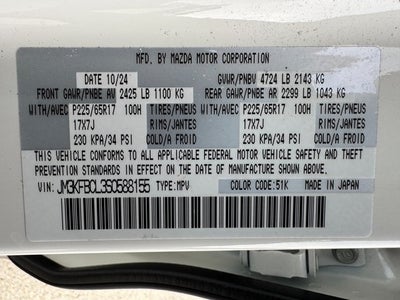 MFD. BY MAZDA MOTOR CORPORATION
DATE 10/24 GVWR/PNBV 4724 LB 2143 KG
FRONT GAWR/PNBE AV 2425 LB 1100 KG REAR GAWR/PNBE AR 2299 LB 1043 KG
WITH/AVEC P225/65R17 100H TIRES/PNEUS WITH/AVEC P225/65R17 100H TIRES/PNEUS
17X7J RIMS/JANTES 17X7J RIMS/JANTES
230 KPA/34 PSI COLD/A FROID 230 KPA/34 PSI COLD/A FROID
THIS VEHICLE CONFORMS TO ALL APPLICABLE FEDERAL MOTOR VEHICLE SAFETY AND
THEFT PREVENTION STANDARDS IN EFFECT ON THE DATE OF MANUFACTURE SHOWN ABOVE.
VIN: JM3KFBCL3S0588155 TYPE:MPV COLOR CODE:51K MADE IN JAPAN